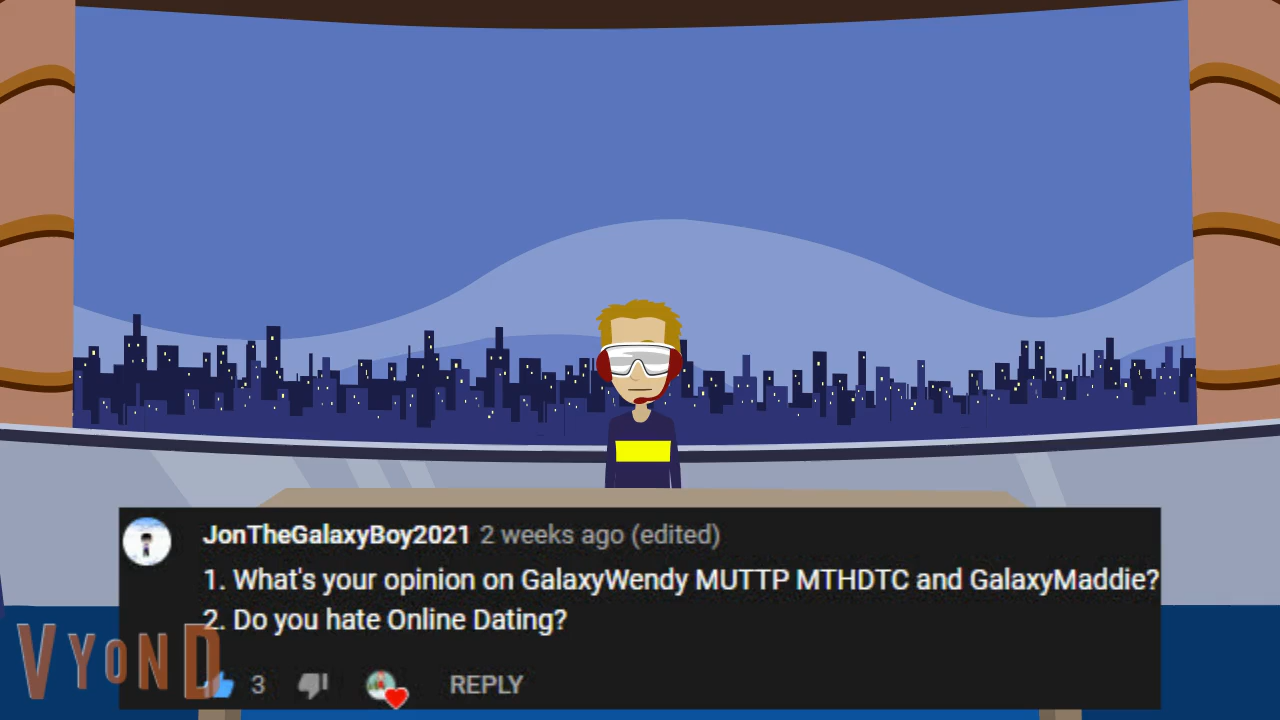 JonTheGalaxyBoy2021 2 weeks ago (edited)
1. What's your opinion on GalaxyWendy MUTTP MTHDTC and GalaxyMaddie?
2. Do you hate Online Dating?
3 REPLY
VYOND